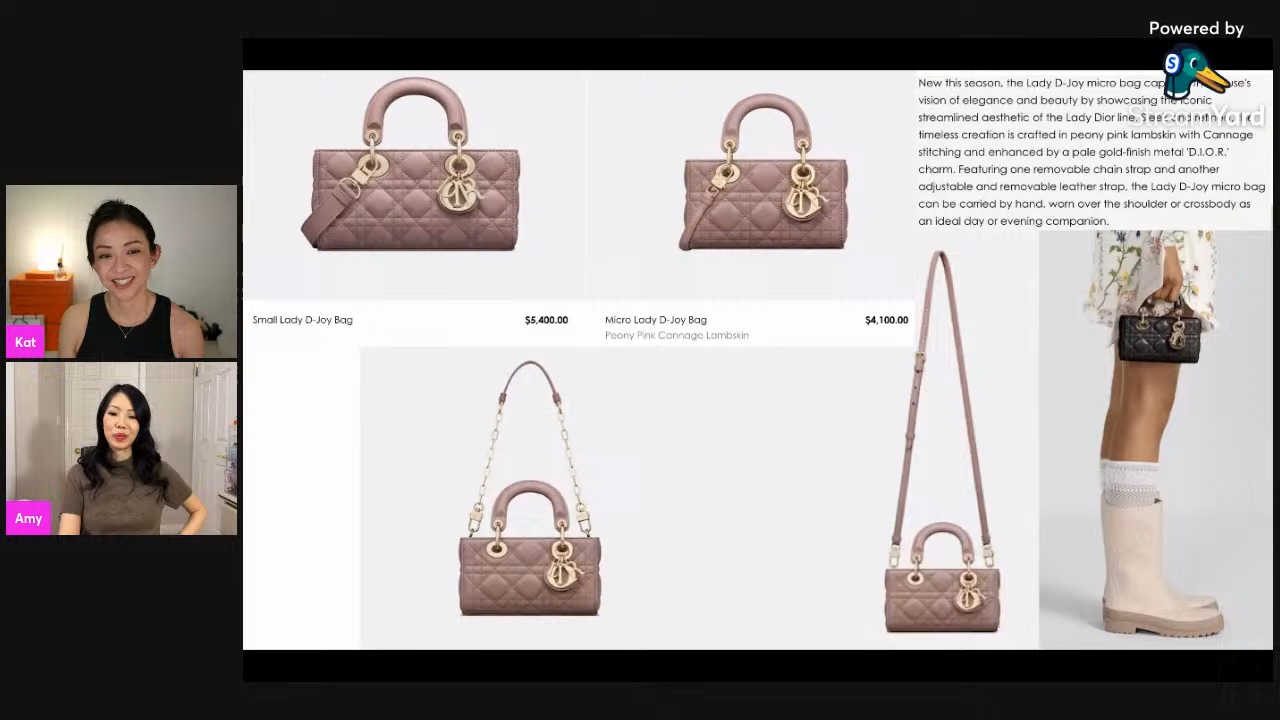 Powered by
S
StreamYard
New this season, the Lady D-Joy micro bag
vision of elegance and beauty by showcasing the iconic
streamlined aesthetic of the Lady Dior line.
timeless creation is crafted in peony pink lambskin with Cannage
stitching and enhanced by a pale gold-finish metal 'D.I.O.R.'
charm. Featuring one removable chain strap and another
adjustable and removable leather strap, the Lady D-Joy micro bag
can be carried by hand, worn over the shoulder or crossbody as
an ideal day or evening companion.
Small Lady D-Joy Bag $5,400.00
Micro Lady D-Joy Bag $4,100.00
Peony Pink Cannage Lambskin
Kat
Amy